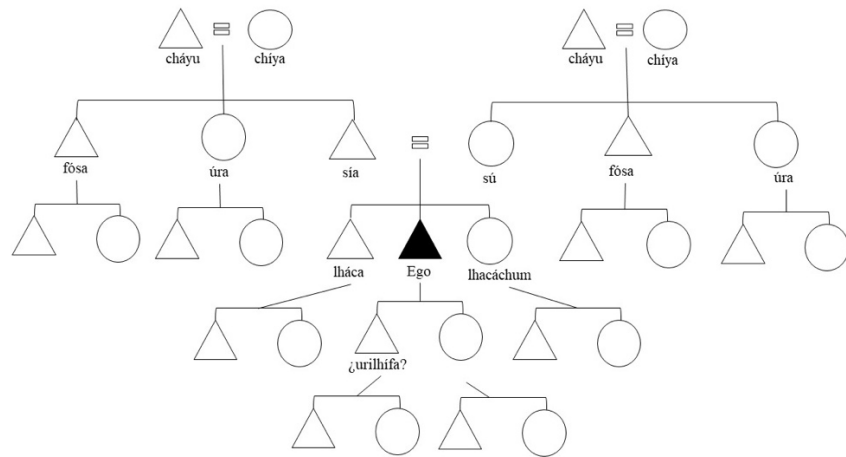 cháyu chíya cháyu chíya
fósa úra sía sú fósa úra
lháca Ego lhacáchum
¿urilhífa?